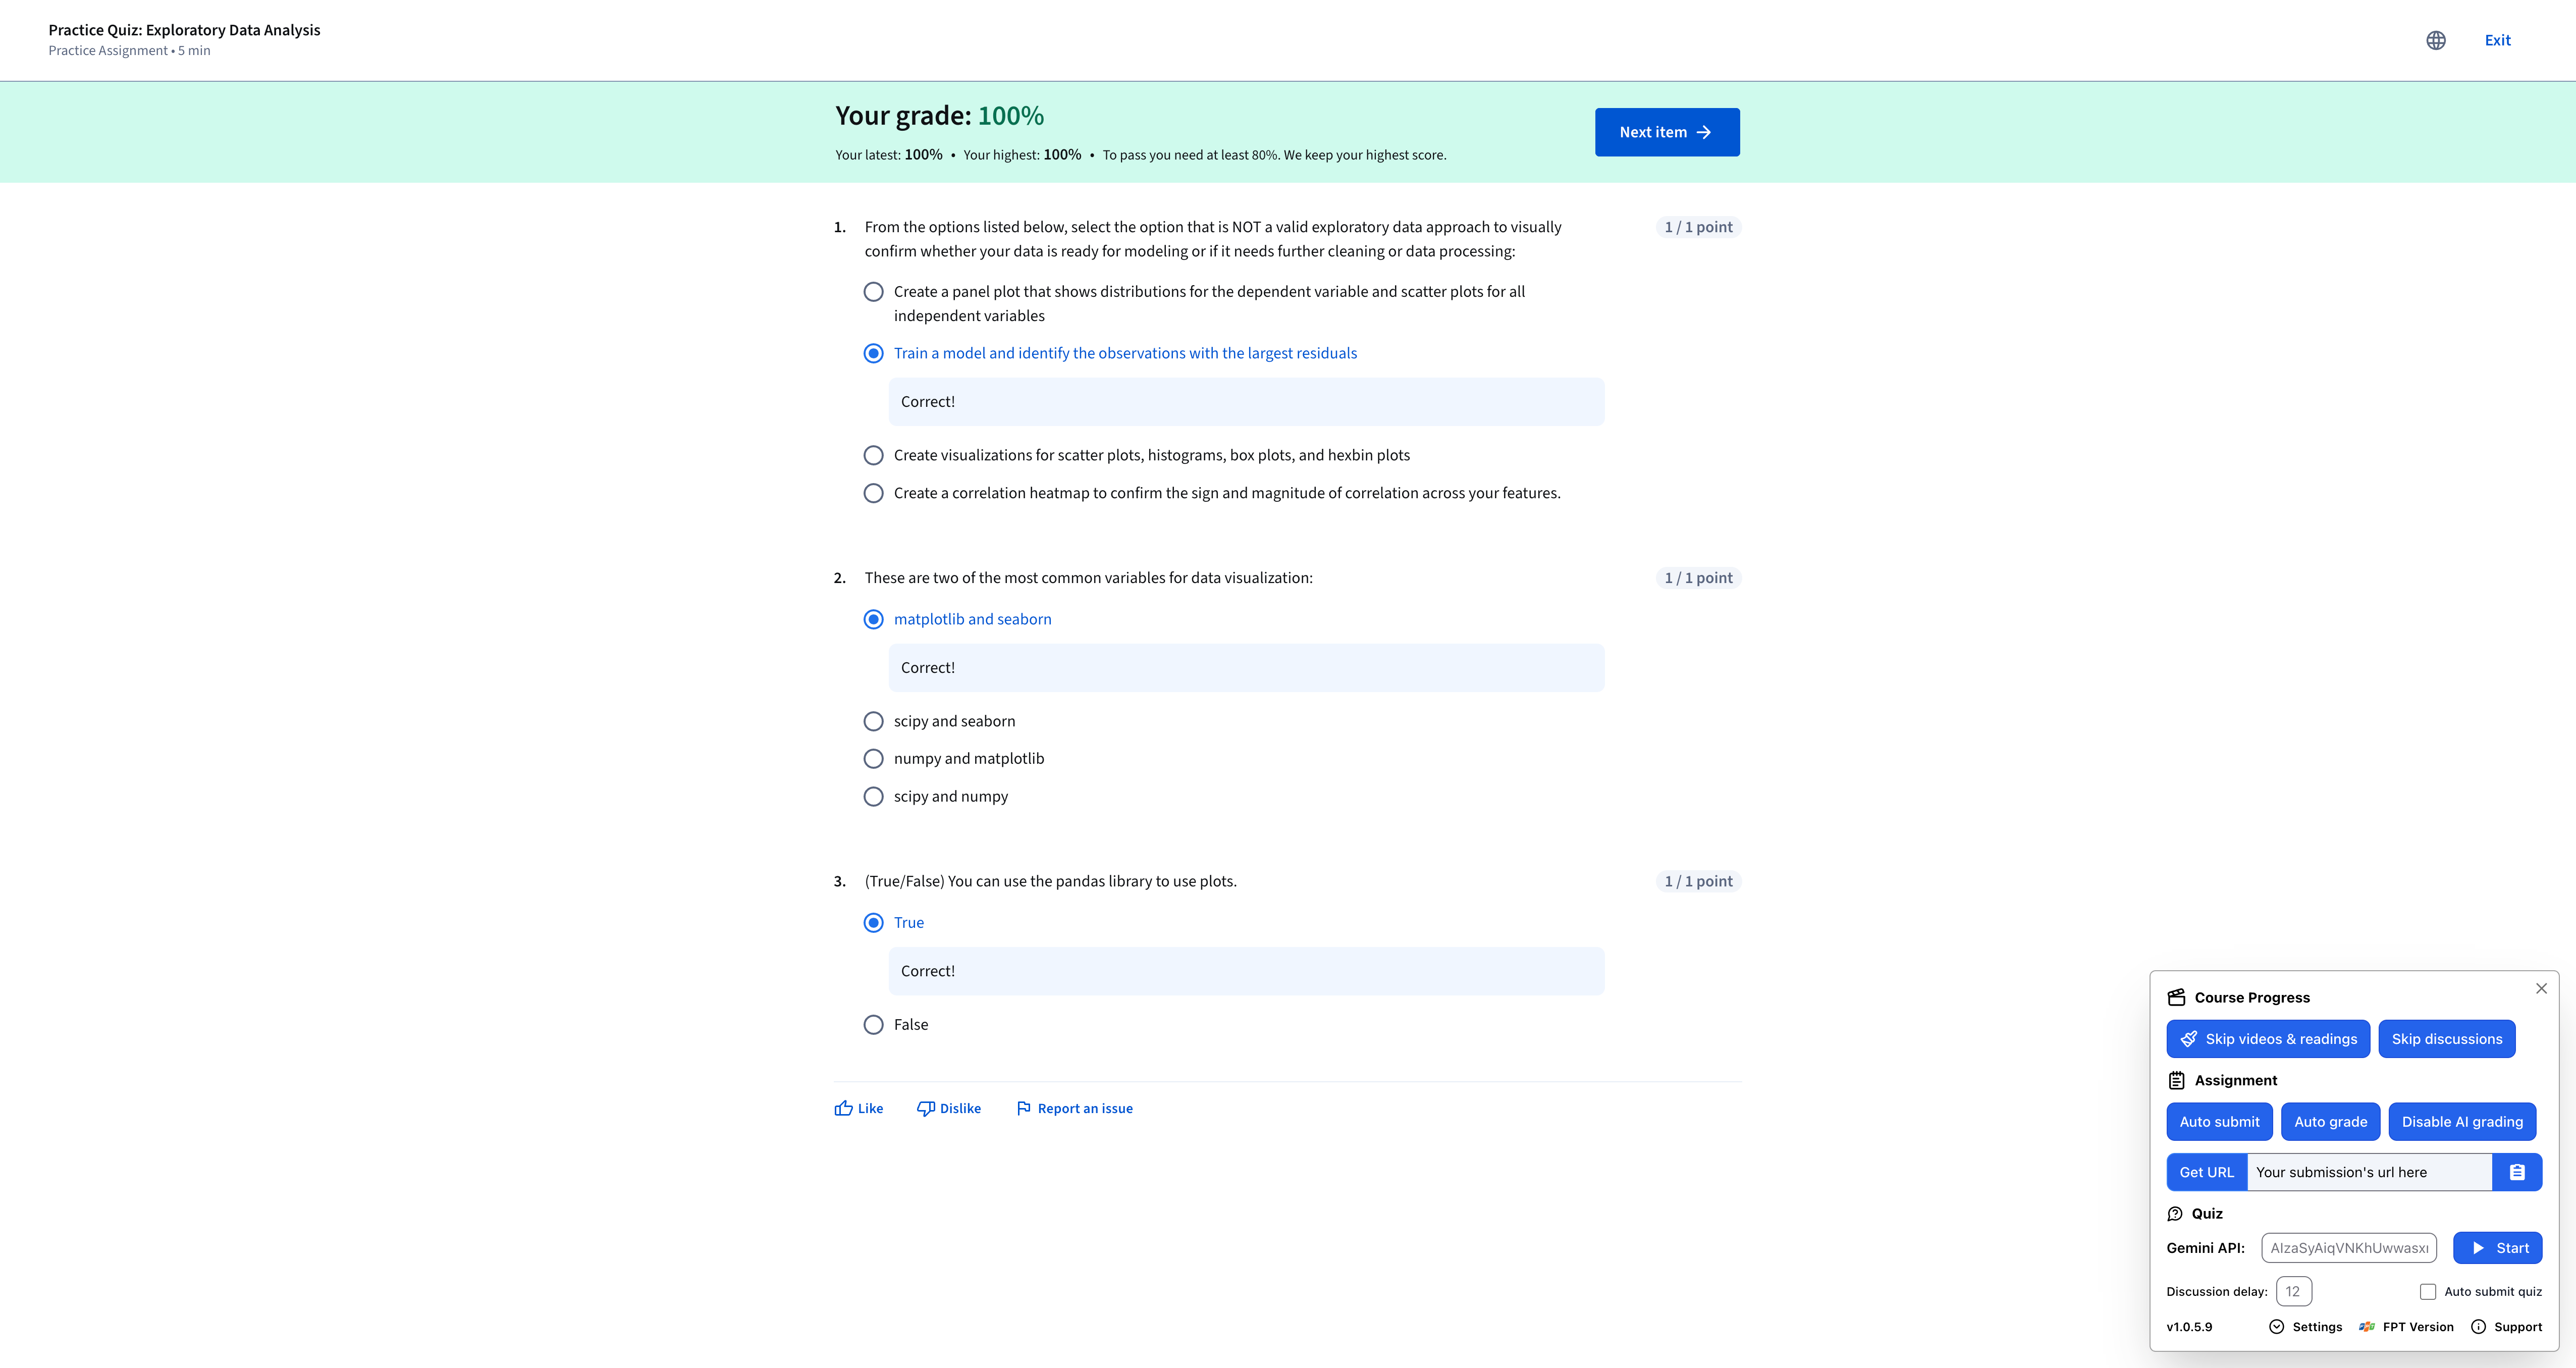 Practice Quiz: Exploratory Data Analysis
Practice Assignment • 5 min
Exit
Your grade: 100%
Your latest: 100% • Your highest: 100% • To pass you need at least 80%. We keep your highest score.
Next item
1. From the options listed below, select the option that is NOT a valid exploratory data approach to visually
confirm whether your data is ready for modeling or if it needs further cleaning or data processing:
1 / 1 point
Create a panel plot that shows distributions for the dependent variable and scatter plots for all
independent variables
Train a model and identify the observations with the largest residuals
Correct!
Create visualizations for scatter plots, histograms, box plots, and hexbin plots
Create a correlation heatmap to confirm the sign and magnitude of correlation across your features.
2. These are two of the most common variables for data visualization:
1 / 1 point
matplotlib and seaborn
Correct!
scipy and seaborn
numpy and matplotlib
scipy and numpy
3. (True/False) You can use the pandas library to use plots.
1 / 1 point
True
Correct!
False
Like
Dislike
Report an issue
Course Progress
Skip videos & readings
Skip discussions
Assignment
Auto submit
Auto grade
Disable AI grading
Get URL
Your submission's url here
Quiz
Gemini API:
Start
Discussion delay: 12
Auto submit quiz
v1.0.5.9
Settings
FPT Version
Support